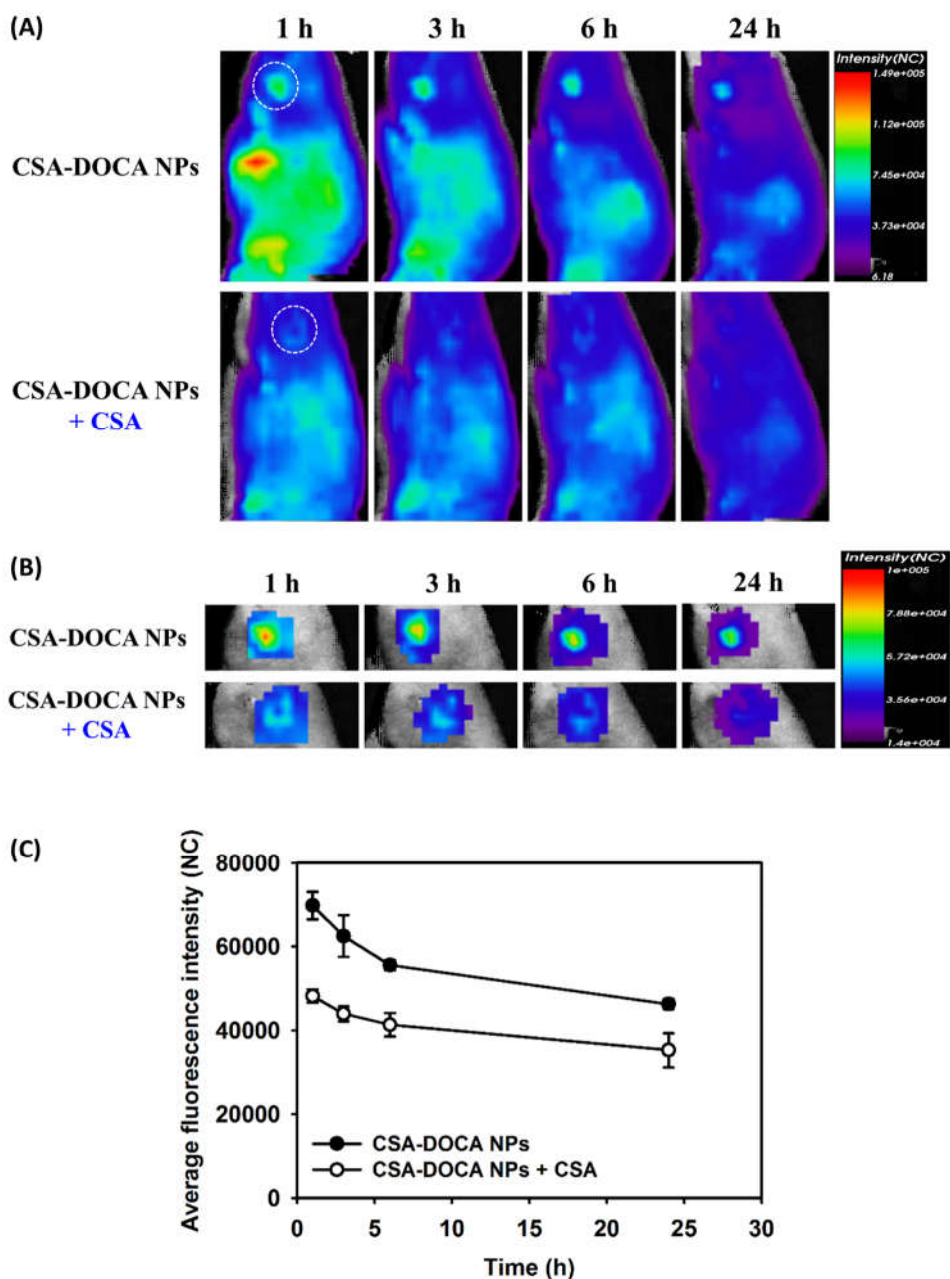 (A)
1 h 3 h 6 h 24 h
CSA-DOCA NPs
Intensity(NC)
1.49e+005
1.12e+005
7.45e+004
3.73e+004
6.18
CSA-DOCA NPs
+ CSA
(B)
1 h 3 h 6 h 24 h
CSA-DOCA NPs
CSA-DOCA NPs
+ CSA
Intensity(NC)
1e+005
7.88e+004
5.72e+004
3.56e+004
1.4e+004
(C)
Average fluorescence intensity (NC)
80000
60000
40000
20000
0
CSA-DOCA NPs
CSA-DOCA NPs + CSA
0 5 10 15 20 25 30
Time (h)